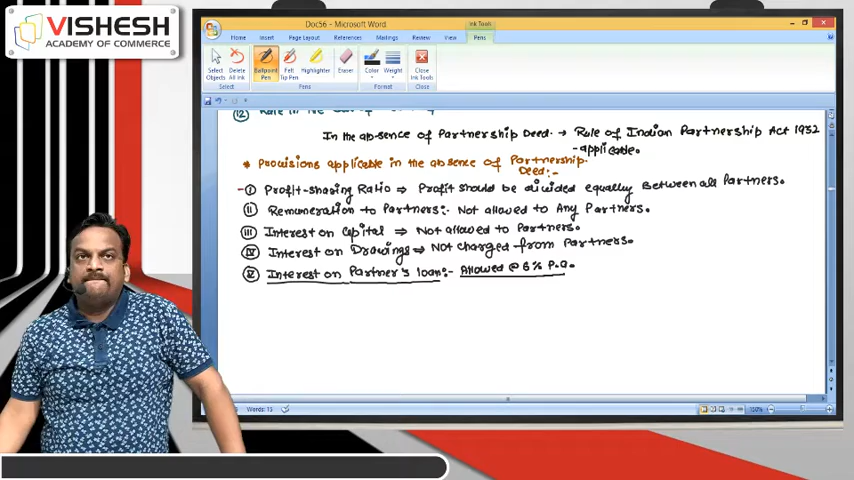 VISHESH
ACADEMY OF COMMERCE
Doc56 - Microsoft Word
Ink Tools
Home Insert Page Layout References Mailings Review View Pens
Select Objects
Delete All Ink
Ballpoint Pen
Felt Tip Pen
Highlighter
Eraser
Color
Weight
Close Ink Tools
Select Pens Format Close
12
In the absence of Partnership Deed → Rule of Indian Partnership Act 1932
-applicable.
* Provisions applicable in the absence of Partnership
Deed:-
I Profit-sharing Ratio ⇒ Profit should be divided equally Between all Partners.
II Remuneration to Partners:- Not allowed to Any Partners.
III Interest on Capital ⇒ Not allowed to Partners.
IV Interest on Drawings ⇒ Not charged from Partners.
V Interest on Partner's loan:- Allowed @ 6% P.a.
Words: 13
150%